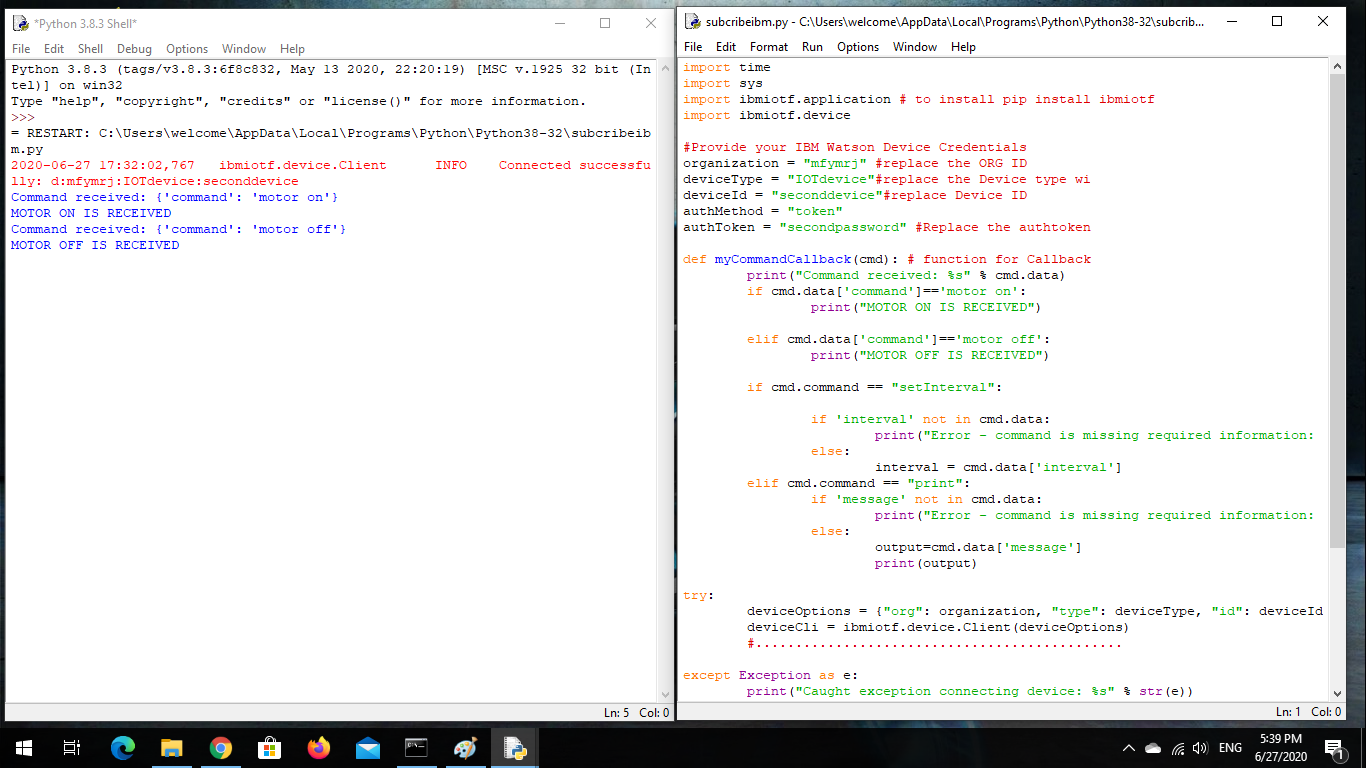 *Python 3.8.3 Shell*
File Edit Shell Debug Options Window Help
Python 3.8.3 (tags/v3.8.3:6f8c832, May 13 2020, 22:20:19) [MSC v.1925 32 bit (In
tel)] on win32
Type "help", "copyright", "credits" or "license()" for more information.
>>>
= RESTART: C:\Users\welcome\AppData\Local\Programs\Python\Python38-32\subcribeib
m.py
2020-06-27 17:32:02,767   ibmiotf.device.Client      INFO    Connected successfu
lly: d:mfymrj:IOTdevice:seconddevice
Command received: {'command': 'motor on'}
MOTOR ON IS RECEIVED
Command received: {'command': 'motor off'}
MOTOR OFF IS RECEIVED
Ln: 5 Col: 0
subcribeibm.py - C:\Users\welcome\AppData\Local\Programs\Python\Python38-32\subcrib...
File Edit Format Run Options Window Help
import time
import sys
import ibmiotf.application # to install pip install ibmiotf
import ibmiotf.device
#Provide your IBM Watson Device Credentials
organization = "mfymrj" #replace the ORG ID
deviceType = "IOTdevice"#replace the Device type wi
deviceId = "seconddevice"#replace Device ID
authMethod = "token"
authToken = "secondpassword" #Replace the authtoken
def myCommandCallback(cmd): # function for Callback
        print("Command received: %s" % cmd.data)
        if cmd.data['command']=='motor on':
                print("MOTOR ON IS RECEIVED")
        elif cmd.data['command']=='motor off':
                print("MOTOR OFF IS RECEIVED")
        if cmd.command == "setInterval":
                if 'interval' not in cmd.data:
                        print("Error - command is missing required information:
                else:
                        interval = cmd.data['interval']
        elif cmd.command == "print":
                if 'message' not in cmd.data:
                        print("Error - command is missing required information:
                else:
                        output=cmd.data['message']
                        print(output)
try:
        deviceOptions = {"org": organization, "type": deviceType, "id": deviceId
        deviceCli = ibmiotf.device.Client(deviceOptions)
        #..............................................
except Exception as e:
        print("Caught exception connecting device: %s" % str(e))
Ln: 1 Col: 0
ENG
5:39 PM
6/27/2020
1